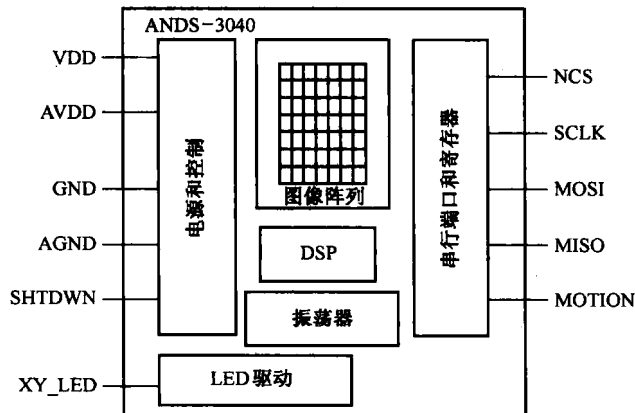 ANDS-3040
VDD
AVDD
GND
AGND
SHTDWN
XY_LED
电源和控制
图像阵列
DSP
振荡器
LED驱动
串行端口和寄存器
NCS
SCLK
MOSI
MISO
MOTION